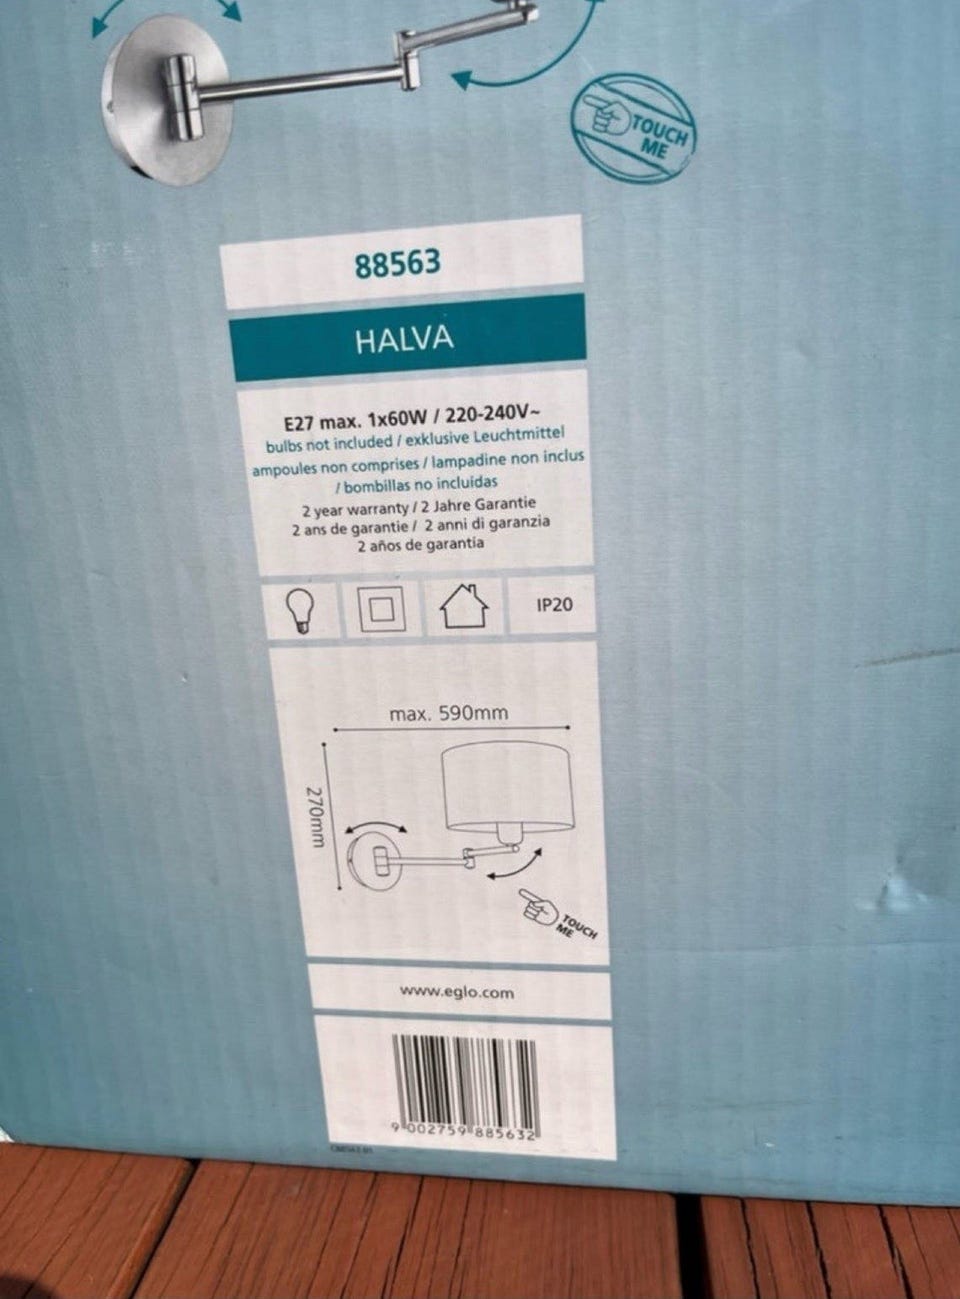 TOUCH
ME
88563
HALVA
E27 max. 1x60W / 220-240V~
bulbs not included / exklusive Leuchtmittel
ampoules non comprises / lampadine non inclus
/ bombillas no incluídas
2 year warranty / 2 Jahre Garantie
2 ans de garantie / 2 anni di garanzia
2 años de garantia
IP20
max. 590mm
270mm
TOUCH
ME
www.eglo.com
9 002759 885632